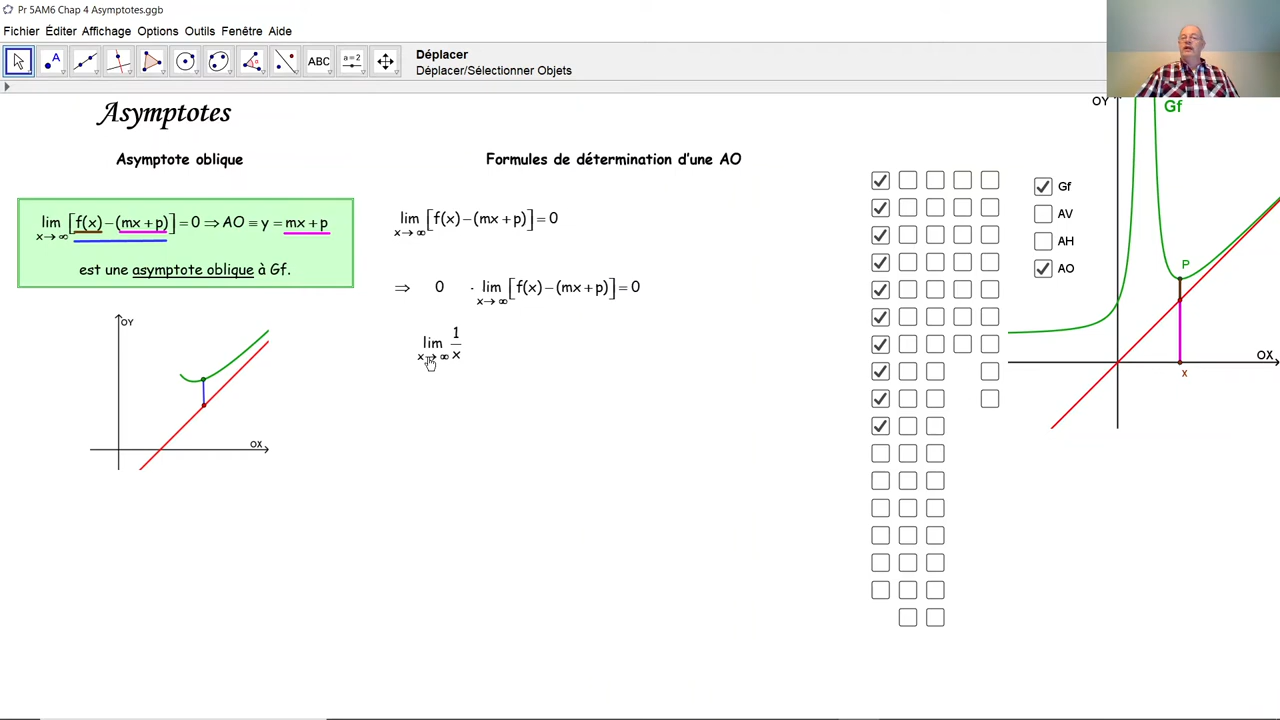 Pr 5AM6 Chap 4 Asymptotes.ggb
Fichier Éditer Affichage Options Outils Fenêtre Aide
A
ABC
a=2
Déplacer
Déplacer/Sélectionner Objets
Asymptotes
Asymptote oblique
Formules de détermination d'une AO
lim x→∞ [f(x)−(mx+p)]=0⇒AO≡y=mx+p
est une asymptote oblique à Gf.
OY
OX
lim x→∞ [f(x)−(mx+p)]=0
⇒ 0 · lim x→∞ [f(x)−(mx+p)]=0
lim x→∞ 1/x
Gf
AV
AH
AO
OY
Gf
P
OX
x